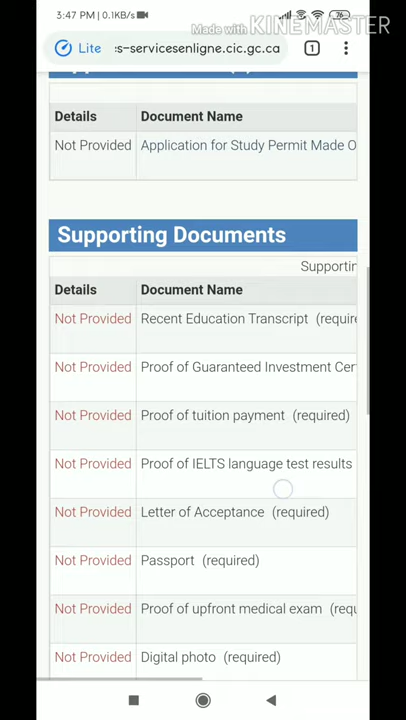 3:47 PM | 0.1KB/s
76
Made with KINEMASTER
Lite
:s-servicesenligne.cic.gc.ca
1
Details Document Name
Not Provided Application for Study Permit Made O
Supporting Documents
Supportin
Details Document Name
Not Provided Recent Education Transcript (require
Not Provided Proof of Guaranteed Investment Cer
Not Provided Proof of tuition payment (required)
Not Provided Proof of IELTS language test results
Not Provided Letter of Acceptance (required)
Not Provided Passport (required)
Not Provided Proof of upfront medical exam (requ
Not Provided Digital photo (required)